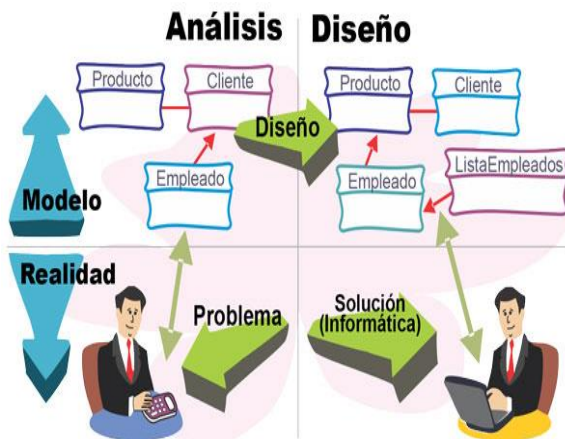 Análisis
Diseño
Producto
Cliente
Producto
Cliente
Diseño
Empleado
Empleado
ListaEmpleados
Modelo
Realidad
Problema
Solución
(Informática)